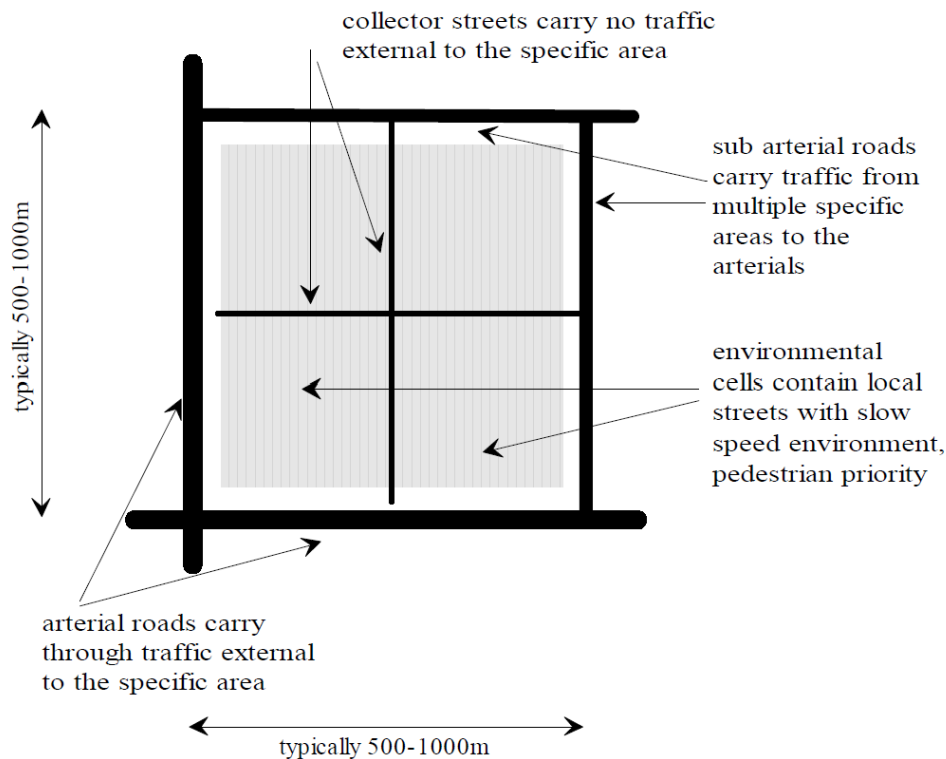 collector streets carry no traffic
external to the specific area
sub arterial roads
carry traffic from
multiple specific
areas to the
arterials
typically 500-1000m
environmental
cells contain local
streets with slow
speed environment,
pedestrian priority
arterial roads carry
through traffic external
to the specific area
typically 500-1000m